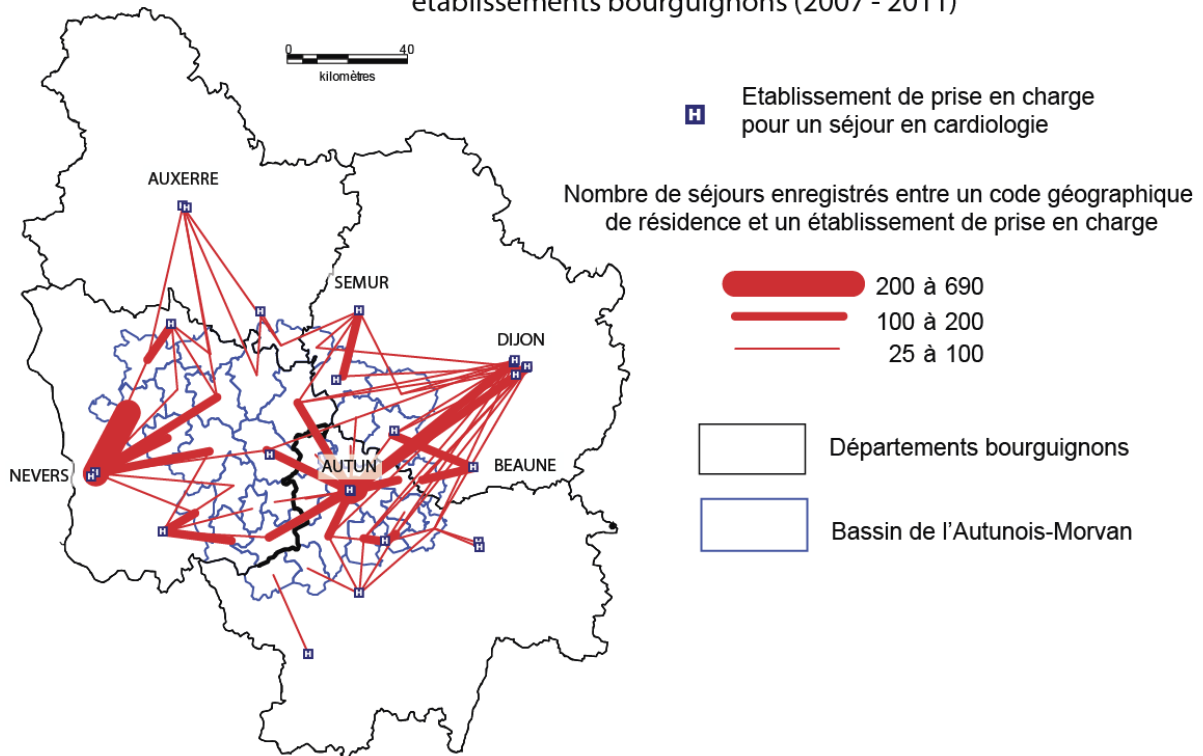 établissements bourguignons (2007 - 2011)
0 40
kilomètres
H Etablissement de prise en charge
pour un séjour en cardiologie
AUXERRE
Nombre de séjours enregistrés entre un code géographique
de résidence et un établissement de prise en charge
SEMUR
200 à 690
100 à 200
DIJON
25 à 100
Départements bourguignons
NEVERS
AUTUN
BEAUNE
Bassin de l'Autunois-Morvan